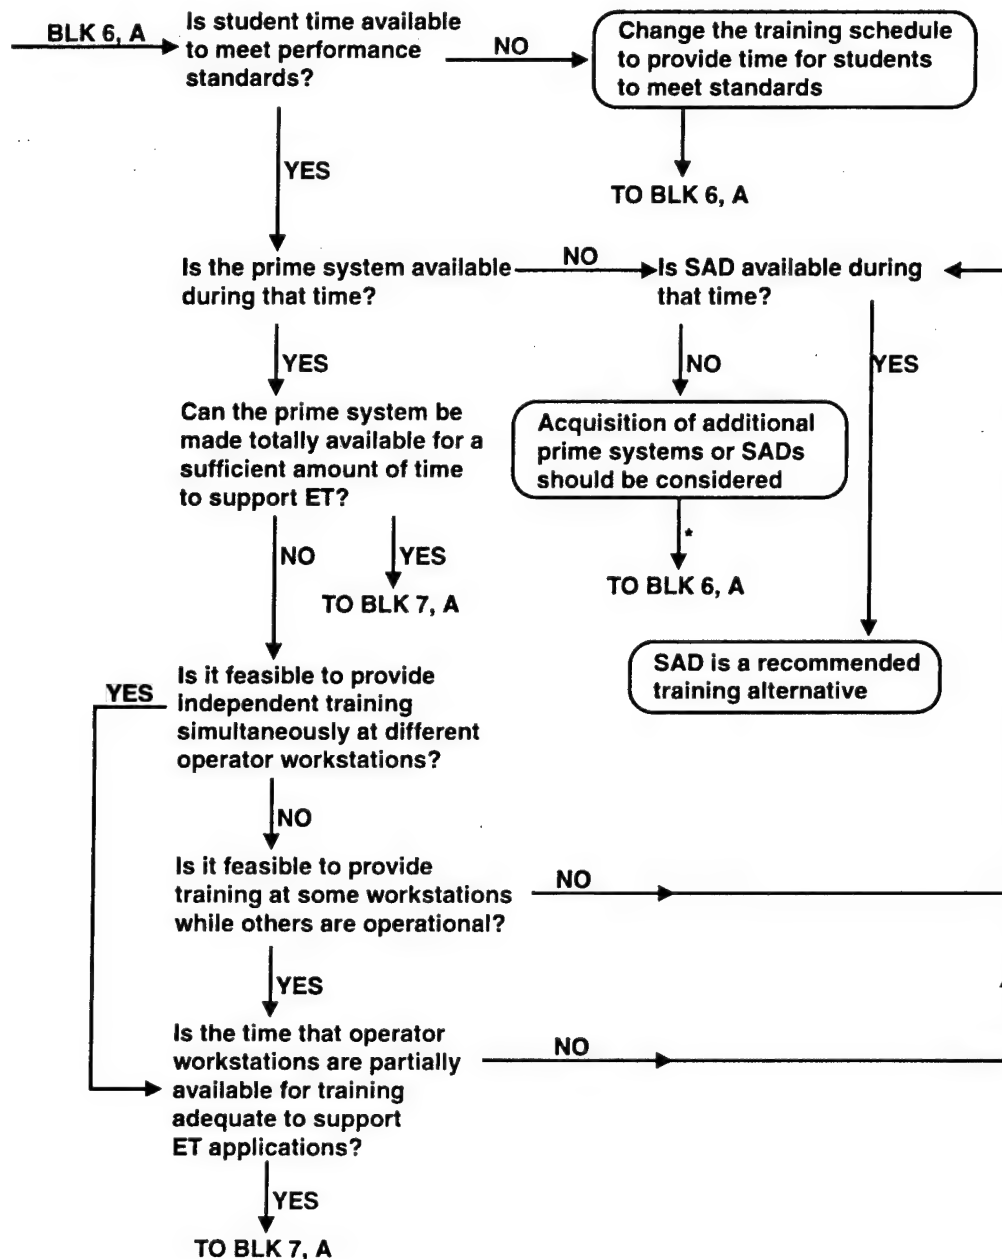 BLK 6, A
Is student time available
to meet performance
standards?
NO
Change the training schedule
to provide time for students
to meet standards
YES
TO BLK 6, A
Is the prime system available
during that time?
NO
Is SAD available during
that time?
YES
NO
YES
Can the prime system be
made totally available for a
sufficient amount of time
to support ET?
Acquisition of additional
prime systems or SADs
should be considered
*
NO
YES
TO BLK 7, A
TO BLK 6, A
SAD is a recommended
training alternative
YES
Is it feasible to provide
independent training
simultaneously at different
operator workstations?
NO
Is it feasible to provide
training at some workstations
while others are operational?
NO
YES
Is the time that operator
workstations are partially
available for training
adequate to support
ET applications?
NO
YES
TO BLK 7, A